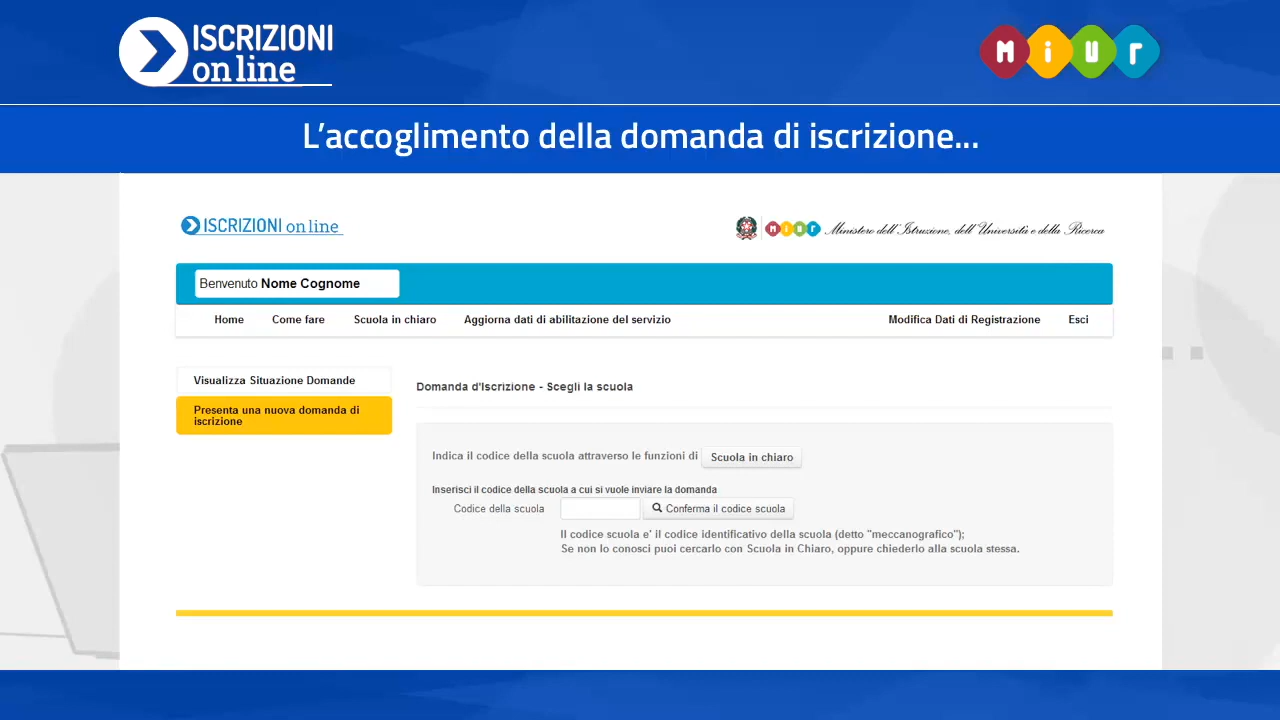 ISCRIZIONI
on line
M i U r
L'accoglimento della domanda di iscrizione...
ISCRIZIONI on line
M I U R Ministero dell'Istruzione, dell'Università e della Ricerca
Benvenuto Nome Cognome
Home Come fare Scuola in chiaro Aggiorna dati di abilitazione del servizio Modifica Dati di Registrazione Esci
Visualizza Situazione Domande
Presenta una nuova domanda di
iscrizione
Domanda d'Iscrizione - Scegli la scuola
Indica il codice della scuola attraverso le funzioni di Scuola in chiaro
Inserisci il codice della scuola a cui si vuole inviare la domanda
Codice della scuola Conferma il codice scuola
Il codice scuola e' il codice identificativo della scuola (detto "meccanografico");
Se non lo conosci puoi cercarlo con Scuola in Chiaro, oppure chiederlo alla scuola stessa.